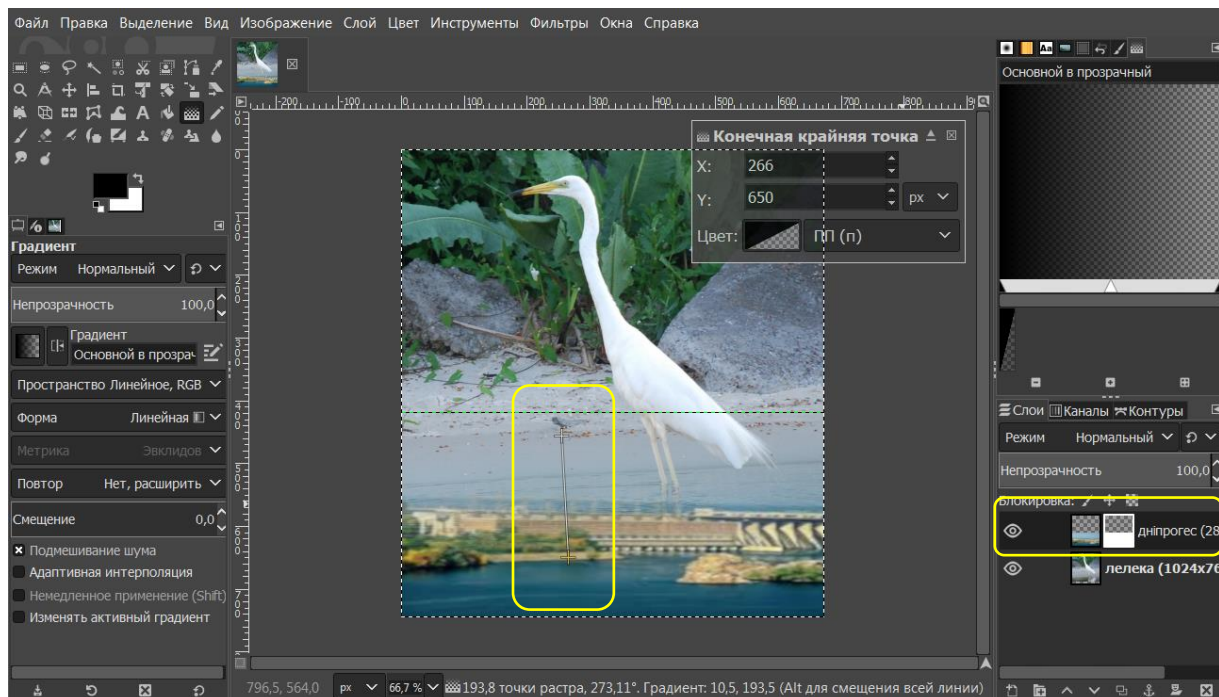 Файл Правка Выделение Вид Изображение Слой Цвет Инструменты Фильтры Окна Справка
Основной в прозрачный
Конечная крайняя точка
X: 266
Y: 650 px
Цвет: ПП (п)
Градиент
Режим Нормальный
Непрозрачность 100,0
Градиент
Основной в прозрач
Пространство Линейное, RGB
Форма Линейная
Метрика Эвклидов
Повтор Нет, расширить
Смещение 0,0
Подмешивание шума
Адаптивная интерполяция
Немедленное применение (Shift)
Изменять активный градиент
Слои Каналы Контуры
Режим Нормальный
Непрозрачность 100,0
Блокировка:
дніпрогес (28
лелека (1024x76
796,5, 564,0 px 66,7 % 193,8 точки растра, 273,11°. Градиент: 10,5, 193,5 (Alt для смещения всей линии)